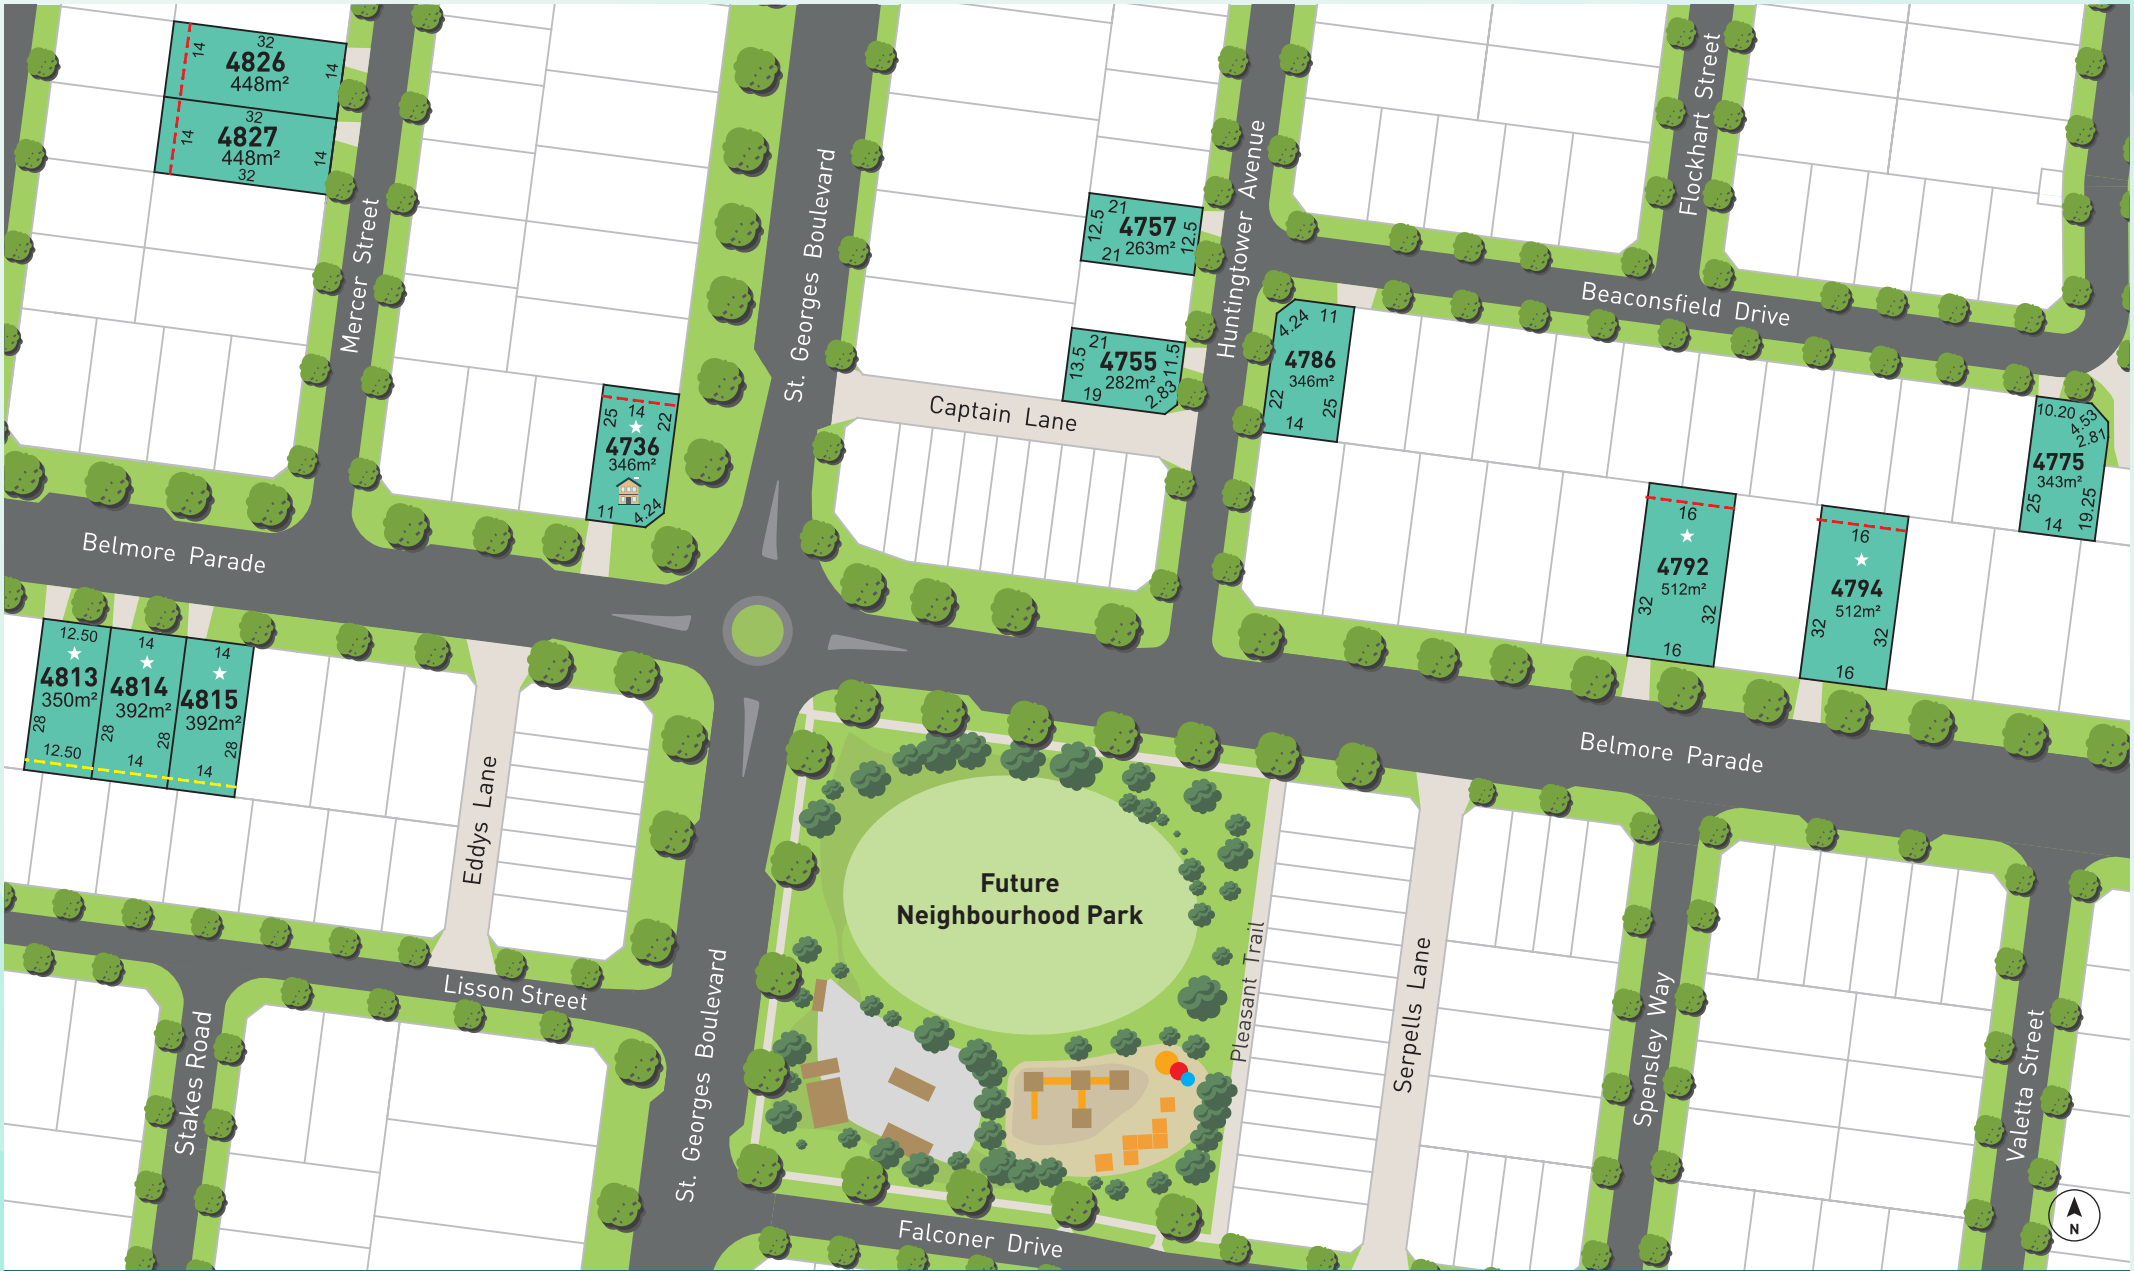 32
14
4826
448m²
14
32
14
4827
448m²
14
32
Mercer Street
St. Georges Boulevard
21
12.5
4757
263m²
12.5
21
Huntingtower Avenue
Flockhart Street
Beaconsfield Drive
21
13.5
4755
282m²
11.5
19
2.83
Captain Lane
4.24
11
4786
346m²
22
25
14
25
14
22
4736
346m²
11
4.24
10.20
4.53
2.81
4775
343m²
25
19.25
14
16
4792
512m²
32
32
16
16
4794
512m²
32
32
16
Belmore Parade
12.50
4813
350m²
28
12.50
14
4814
392m²
28
28
14
14
4815
392m²
28
14
Belmore Parade
Eddys Lane
Future
Neighbourhood Park
Pleasant Trail
Serpells Lane
Spensley Way
Valetta Street
Lisson Street
Stakes Road
St. Georges Boulevard
Falconer Drive
N